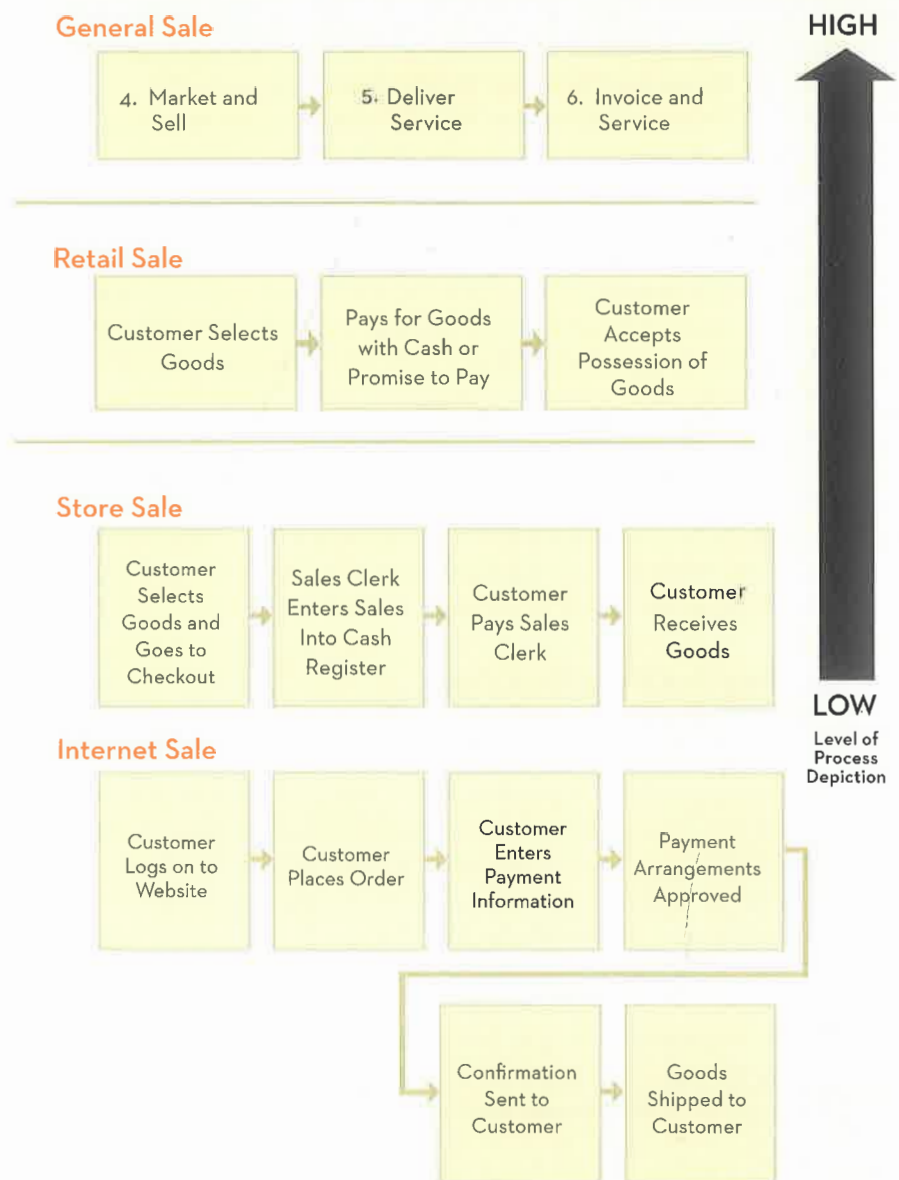 General Sale
HIGH
4. Market and
Sell
5. Deliver
Service
6. Invoice and
Service
Retail Sale
Customer Selects
Goods
Pays for Goods
with Cash or
Promise to Pay
Customer
Accepts
Possession of
Goods
Store Sale
Customer
Selects
Goods and
Goes to
Checkout
Sales Clerk
Enters Sales
Into Cash
Register
Customer
Pays Sales
Clerk
Customer
Receives
Goods
LOW
Level of
Process
Depiction
Internet Sale
Customer
Logs on to
Website
Customer
Places Order
Customer
Enters
Payment
Information
Payment
Arrangements
Approved
Confirmation
Sent to
Customer
Goods
Shipped to
Customer